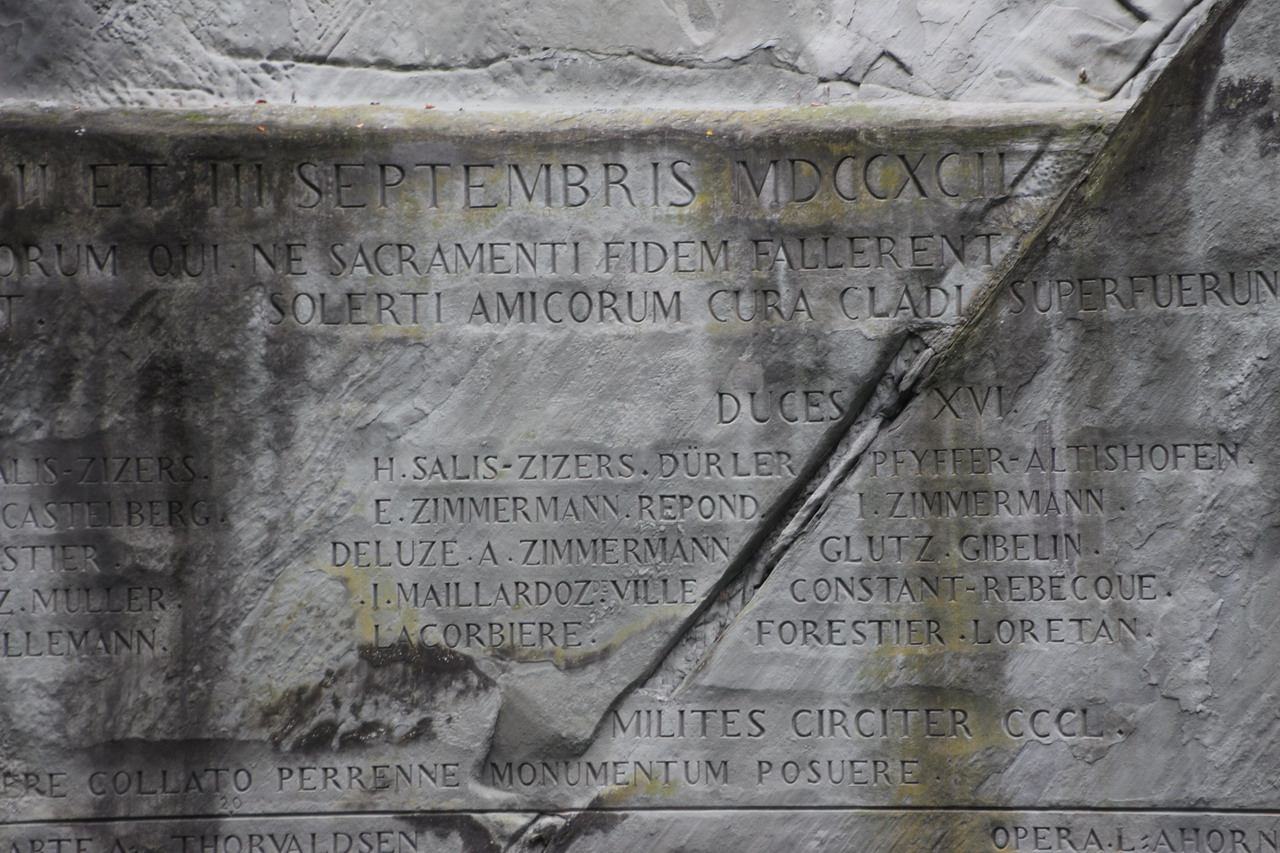 II ET III SEPTEMBRIS MDCCXCII
ORUM QUI. NE SACRAMENTI FIDEM FALLERENT
T. SOLERTI AMICORUM CURA CLADI SUPERFUERUN
DUCES XVI.
ALIS-ZIZERS. H. SALIS-ZIZERS. DÜRLER PFYFFER-ALTISHOFEN.
CASTELBERG. E. ZIMMERMANN. REPOND. I. ZIMMERMANN.
STIER. DELUZE. A. ZIMMERMANN GLUTZ. GIBELIN.
Z. MULLER. . I. MAILLARDOZ. VILLE CONSTANT-REBECQUE.
LLEMANN. LACORBIERE. FORESTIER. LORETAN.
MILITES CIRCITER CCCL.
ERE COLLATO PERRENNE MONUMENTUM POSUERE.
20
ARTE A. THORVALDSEN OPERA. L: AHORN